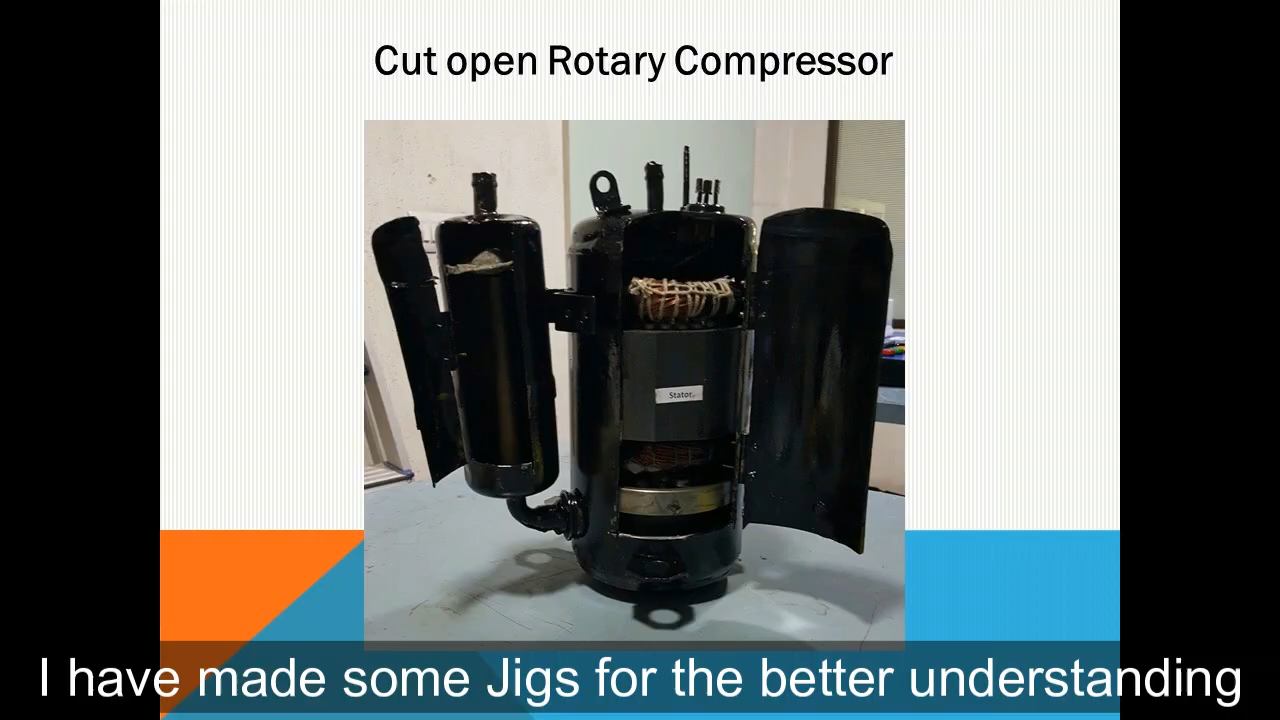 Cut open Rotary Compressor
Stator
I have made some Jigs for the better understanding